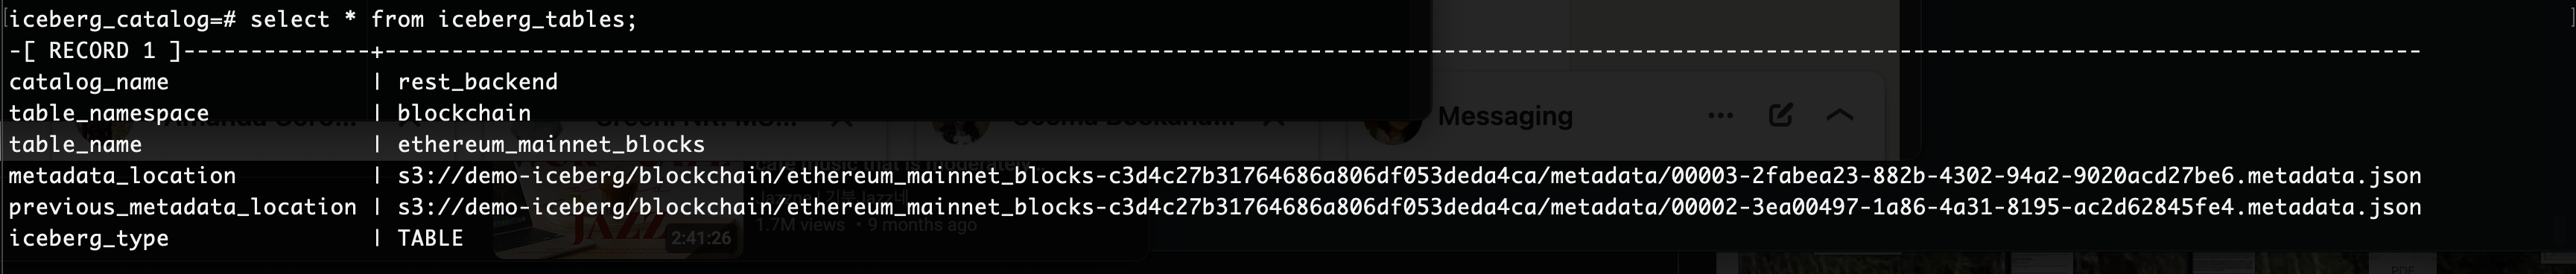 iceberg_catalog=# select * from iceberg_tables;
-[ RECORD 1 ]--------------+--------------------------------------------------------------------------------------------------------------------------------
catalog_name | rest_backend
table_namespace | blockchain
table_name | ethereum_mainnet_blocks
metadata_location | s3://demo-iceberg/blockchain/ethereum_mainnet_blocks-c3d4c27b31764686a806df053deda4ca/metadata/00003-2fabea23-882b-4302-94a2-9020acd27be6.metadata.json
previous_metadata_location | s3://demo-iceberg/blockchain/ethereum_mainnet_blocks-c3d4c27b31764686a806df053deda4ca/metadata/00002-3ea00497-1a86-4a31-8195-ac2d62845fe4.metadata.json
iceberg_type | TABLE
Messaging
JAZZ
2:41:26
1.7M views • 9 months ago